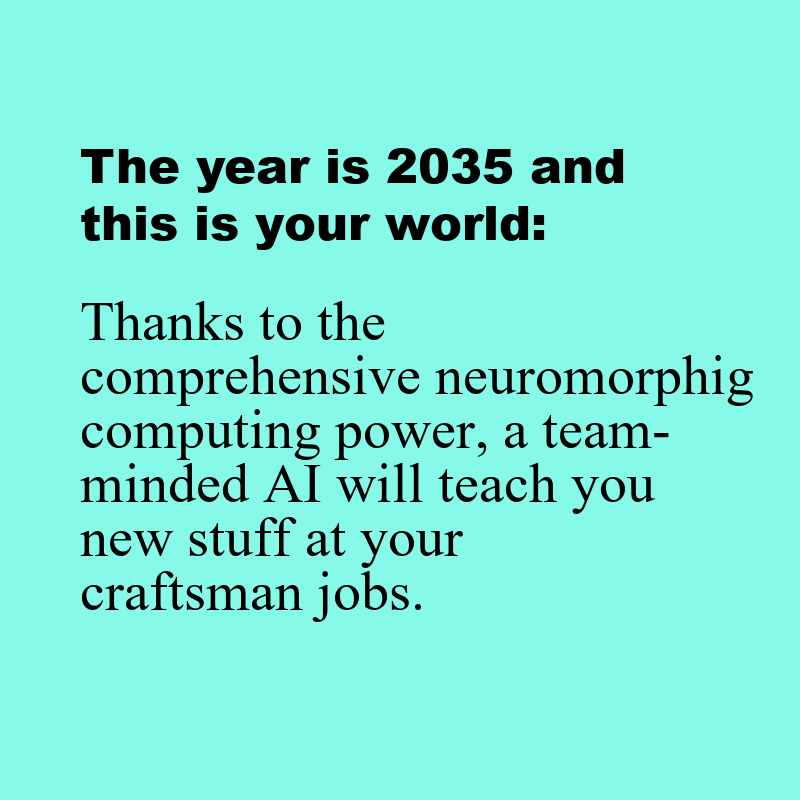 The year is 2035 and
this is your world:
Thanks to the
comprehensive neuromorphig
computing power, a team-
minded AI will teach you
new stuff at your
craftsman jobs.